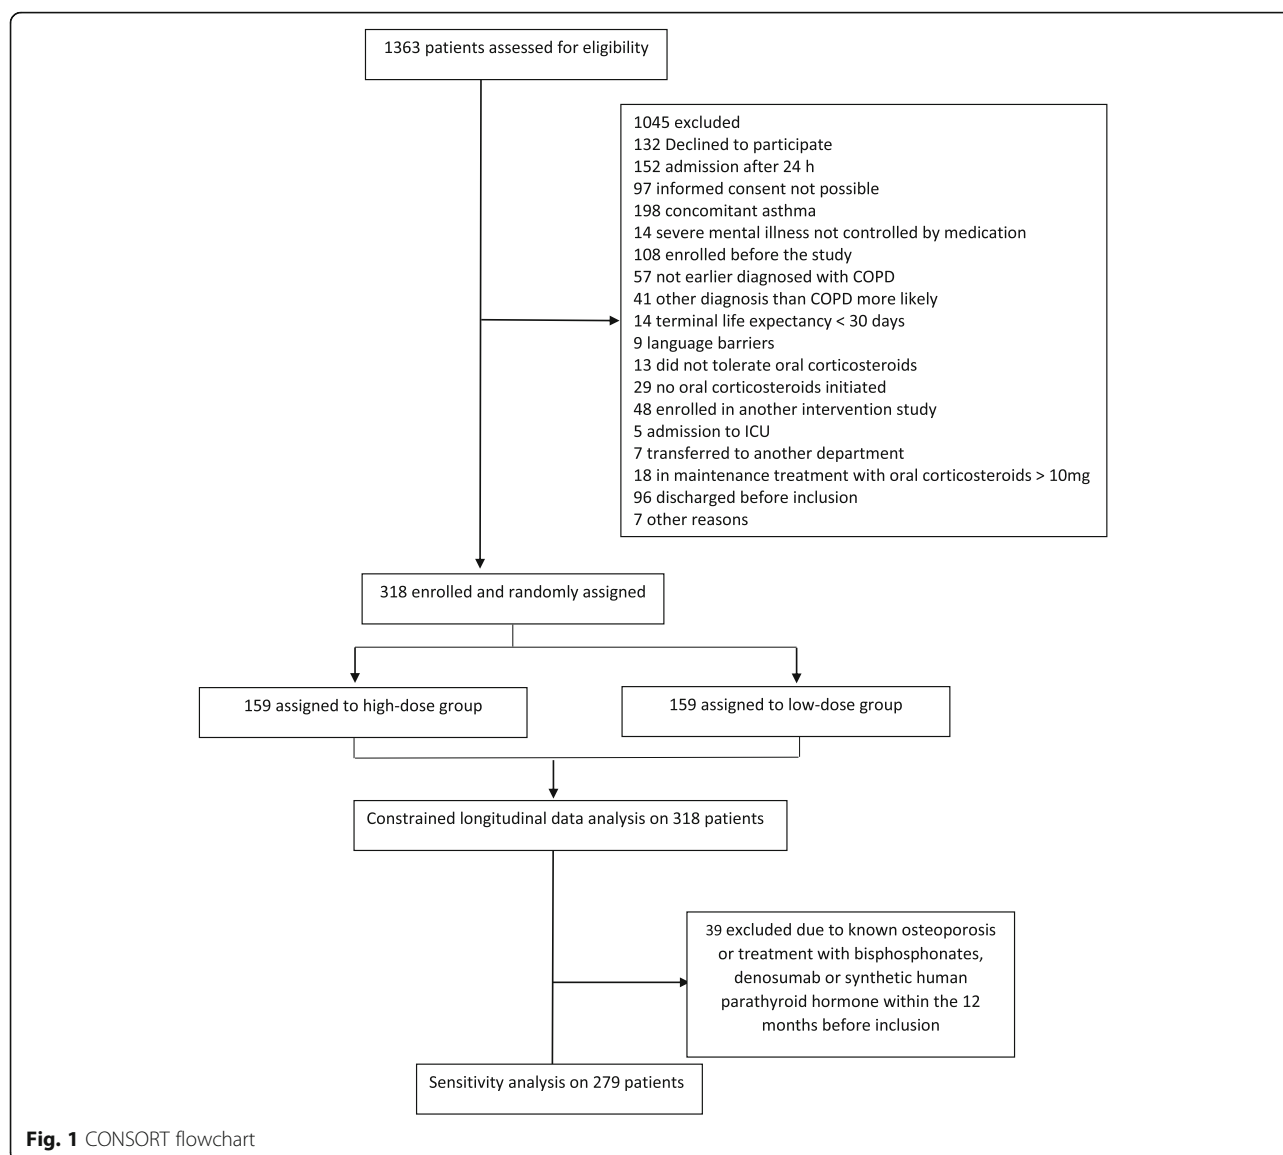 1363 patients assessed for eligibility
1045 excluded
132 Declined to participate
152 admission after 24 h
97 informed consent not possible
198 concomitant asthma
14 severe mental illness not controlled by medication
108 enrolled before the study
57 not earlier diagnosed with COPD
41 other diagnosis than COPD more likely
14 terminal life expectancy < 30 days
9 language barriers
13 did not tolerate oral corticosteroids
29 no oral corticosteroids initiated
48 enrolled in another intervention study
5 admission to ICU
7 transferred to another department
18 in maintenance treatment with oral corticosteroids > 10mg
96 discharged before inclusion
7 other reasons
318 enrolled and randomly assigned
159 assigned to high-dose group
159 assigned to low-dose group
Constrained longitudinal data analysis on 318 patients
39 excluded due to known osteoporosis
or treatment with bisphosphonates,
denosumab or synthetic human
parathyroid hormone within the 12
months before inclusion
Sensitivity analysis on 279 patients
Fig. 1 CONSORT flowchart